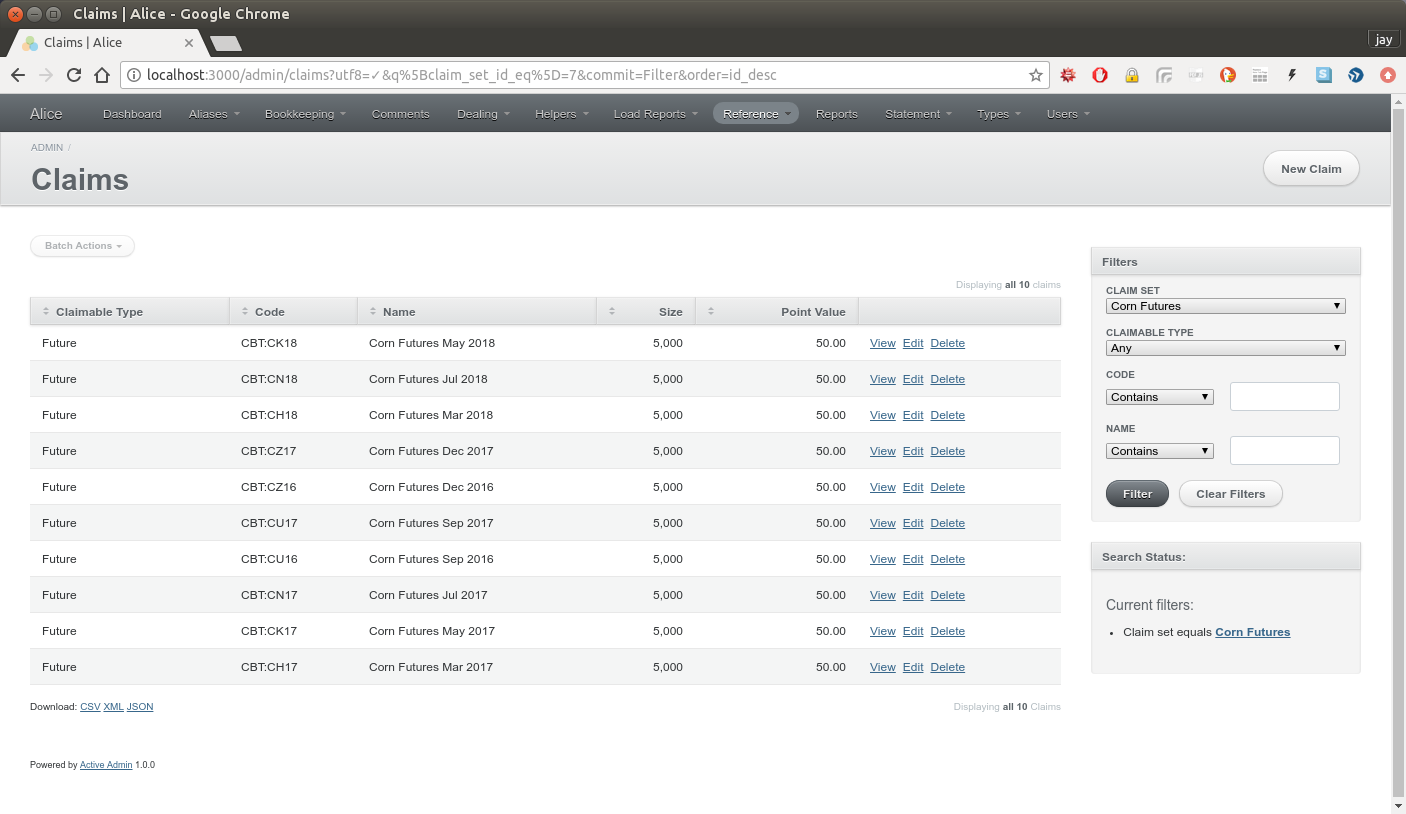 Claims | Alice - Google Chrome
Claims | Alice
jay
localhost:3000/admin/claims?utf8=✓&q%5Bclaim_set_id_eq%5D=7&commit=Filter&order=id_desc
Alice Dashboard Aliases Bookkeeping Comments Dealing Helpers Load Reports Reference Reports Statement Types Users
ADMIN /
Claims
New Claim
Batch Actions
Displaying all 10 claims
Claimable Type Code Name Size Point Value
Future CBT:CK18 Corn Futures May 2018 5,000 50.00 View Edit Delete
Future CBT:CN18 Corn Futures Jul 2018 5,000 50.00 View Edit Delete
Future CBT:CH18 Corn Futures Mar 2018 5,000 50.00 View Edit Delete
Future CBT:CZ17 Corn Futures Dec 2017 5,000 50.00 View Edit Delete
Future CBT:CZ16 Corn Futures Dec 2016 5,000 50.00 View Edit Delete
Future CBT:CU17 Corn Futures Sep 2017 5,000 50.00 View Edit Delete
Future CBT:CU16 Corn Futures Sep 2016 5,000 50.00 View Edit Delete
Future CBT:CN17 Corn Futures Jul 2017 5,000 50.00 View Edit Delete
Future CBT:CK17 Corn Futures May 2017 5,000 50.00 View Edit Delete
Future CBT:CH17 Corn Futures Mar 2017 5,000 50.00 View Edit Delete
Download: CSV XML JSON
Displaying all 10 Claims
Filters
CLAIM SET
Corn Futures
CLAIMABLE TYPE
Any
CODE
Contains
NAME
Contains
Filter Clear Filters
Search Status:
Current filters:
Claim set equals Corn Futures
Powered by Active Admin 1.0.0